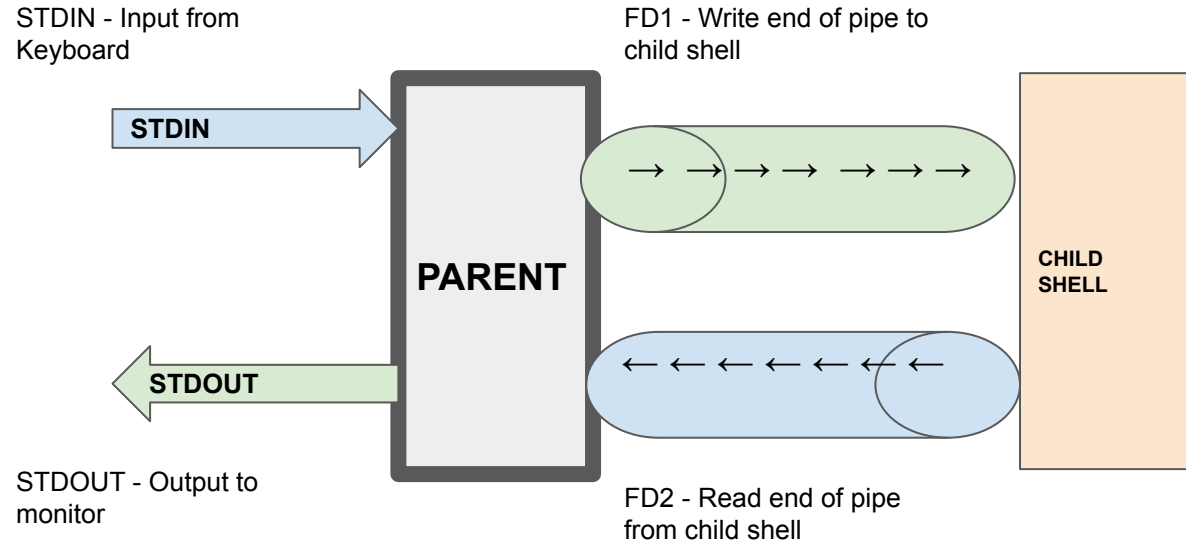 STDIN - Input from
Keyboard
FD1 - Write end of pipe to
child shell
STDIN
→ → → → → → →
PARENT
CHILD
SHELL
← ← ← ← ← ← ←
STDOUT
STDOUT - Output to
monitor
FD2 - Read end of pipe
from child shell